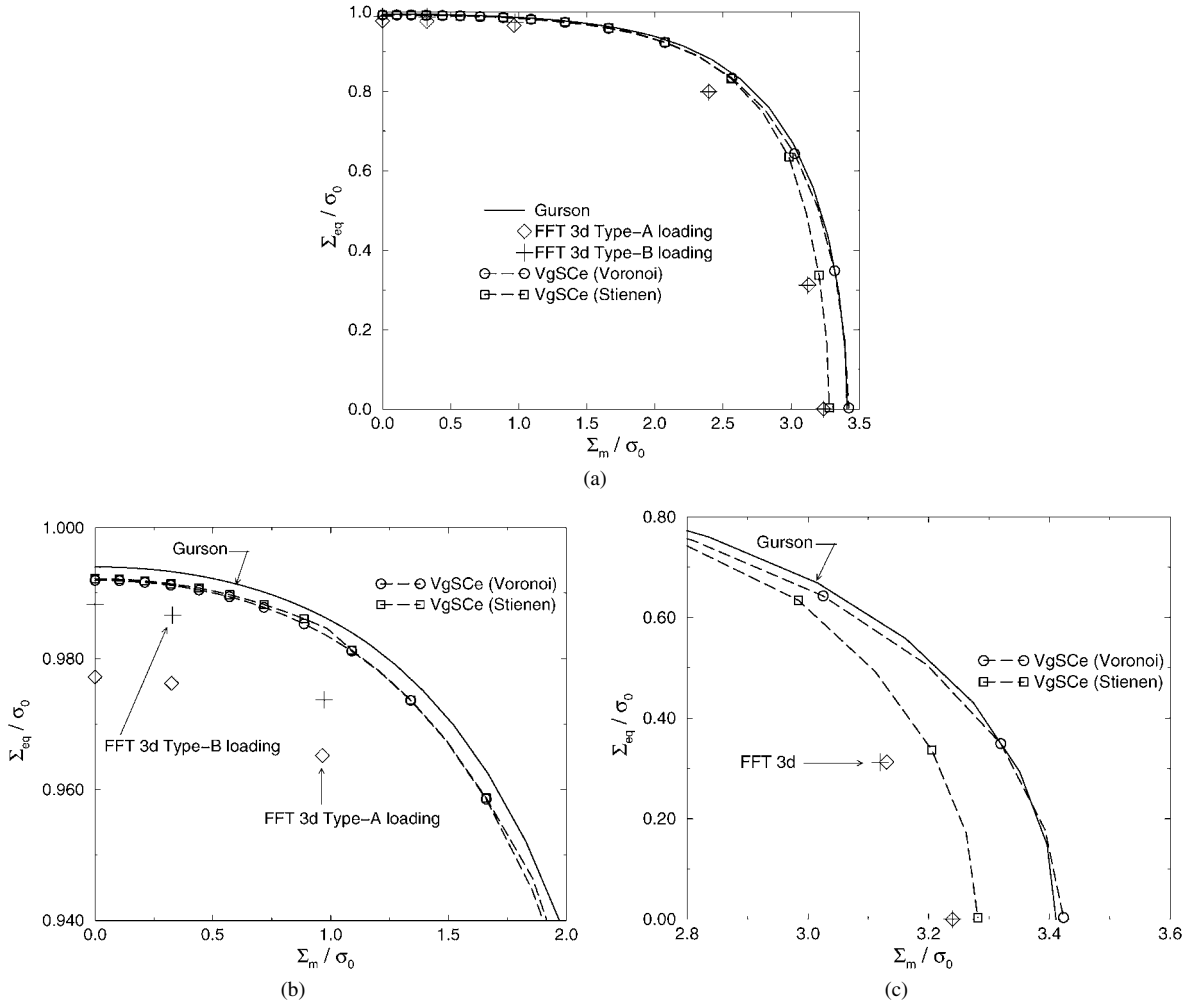 1.0
0.8
0.6
0.4
0.2
0.0
Σeq / σ0
Gurson
FFT 3d Type−A loading
FFT 3d Type−B loading
VgSCe (Voronoi)
VgSCe (Stienen)
0.0 0.5 1.0 1.5 2.0 2.5 3.0 3.5
Σm / σ0
(a)
1.000
0.980
0.960
0.940
Σeq / σ0
Gurson
VgSCe (Voronoi)
VgSCe (Stienen)
FFT 3d Type−B loading
FFT 3d Type−A loading
0.0 0.5 1.0 1.5 2.0
Σm / σ0
(b)
0.80
0.60
0.40
0.20
0.00
Σeq / σ0
Gurson
VgSCe (Voronoi)
VgSCe (Stienen)
FFT 3d
2.8 3.0 3.2 3.4 3.6
Σm / σ0
(c)